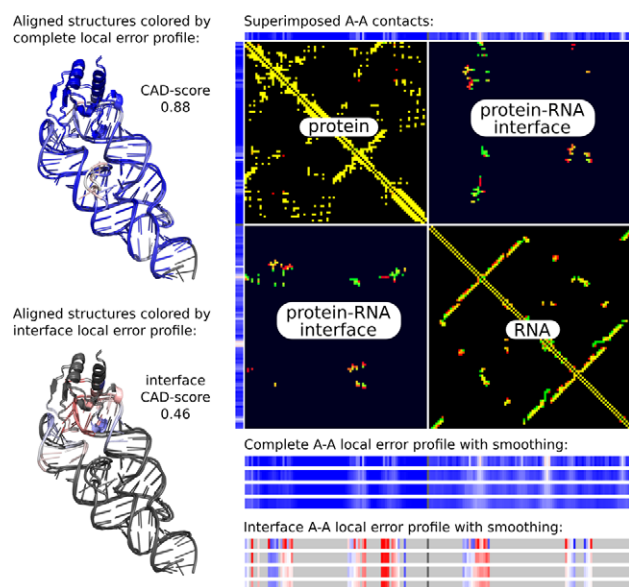 Aligned structures colored by
complete local error profile:
CAD-score
0.88
Aligned structures colored by
interface local error profile:
interface
CAD-score
0.46
Superimposed A-A contacts:
protein
protein-RNA
interface
protein-RNA
interface
RNA
Complete A-A local error profile with smoothing:
Interface A-A local error profile with smoothing: